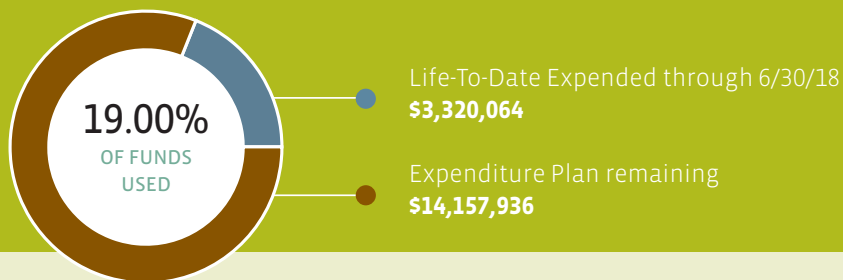 19.00%
OF FUNDS
USED
Life-To-Date Expended through 6/30/18
$3,320,064
Expenditure Plan remaining
$14,157,936